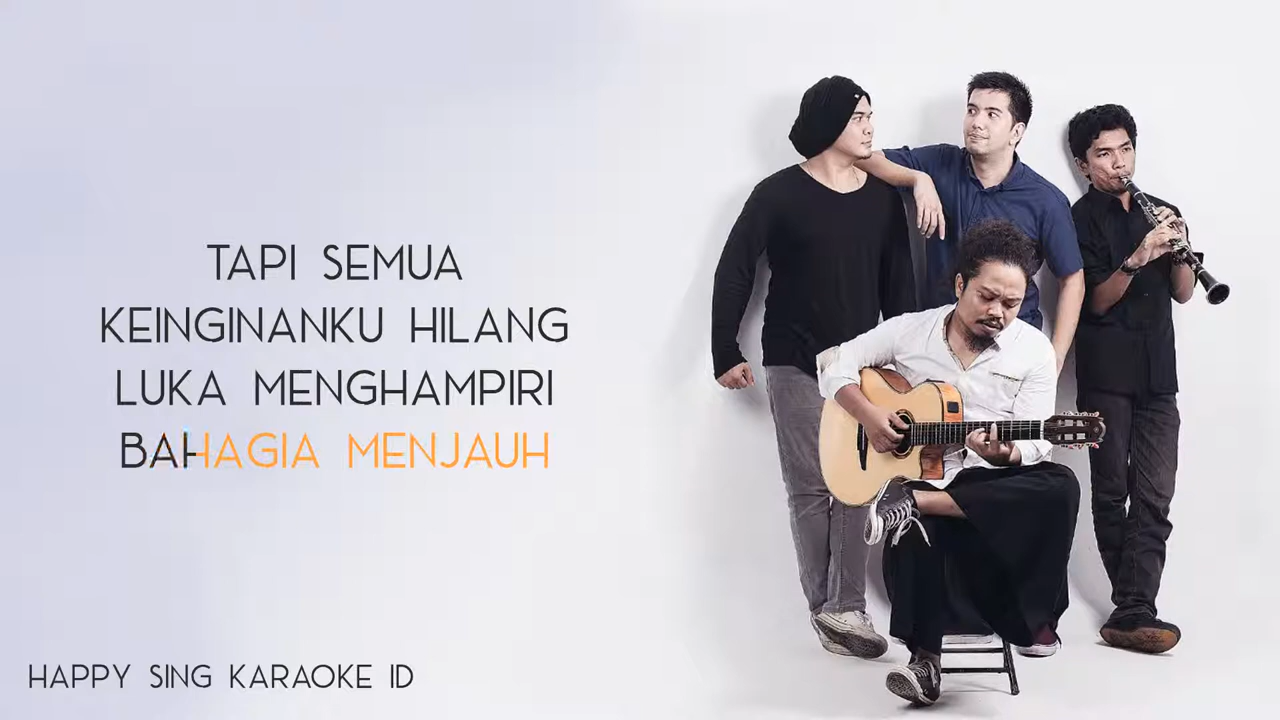 TAPI SEMUA
KEINGINANKU HILANG
LUKA MENGHAMPIRI
BAHAGIA MENJAUH
HAPPY SING KARAOKE ID